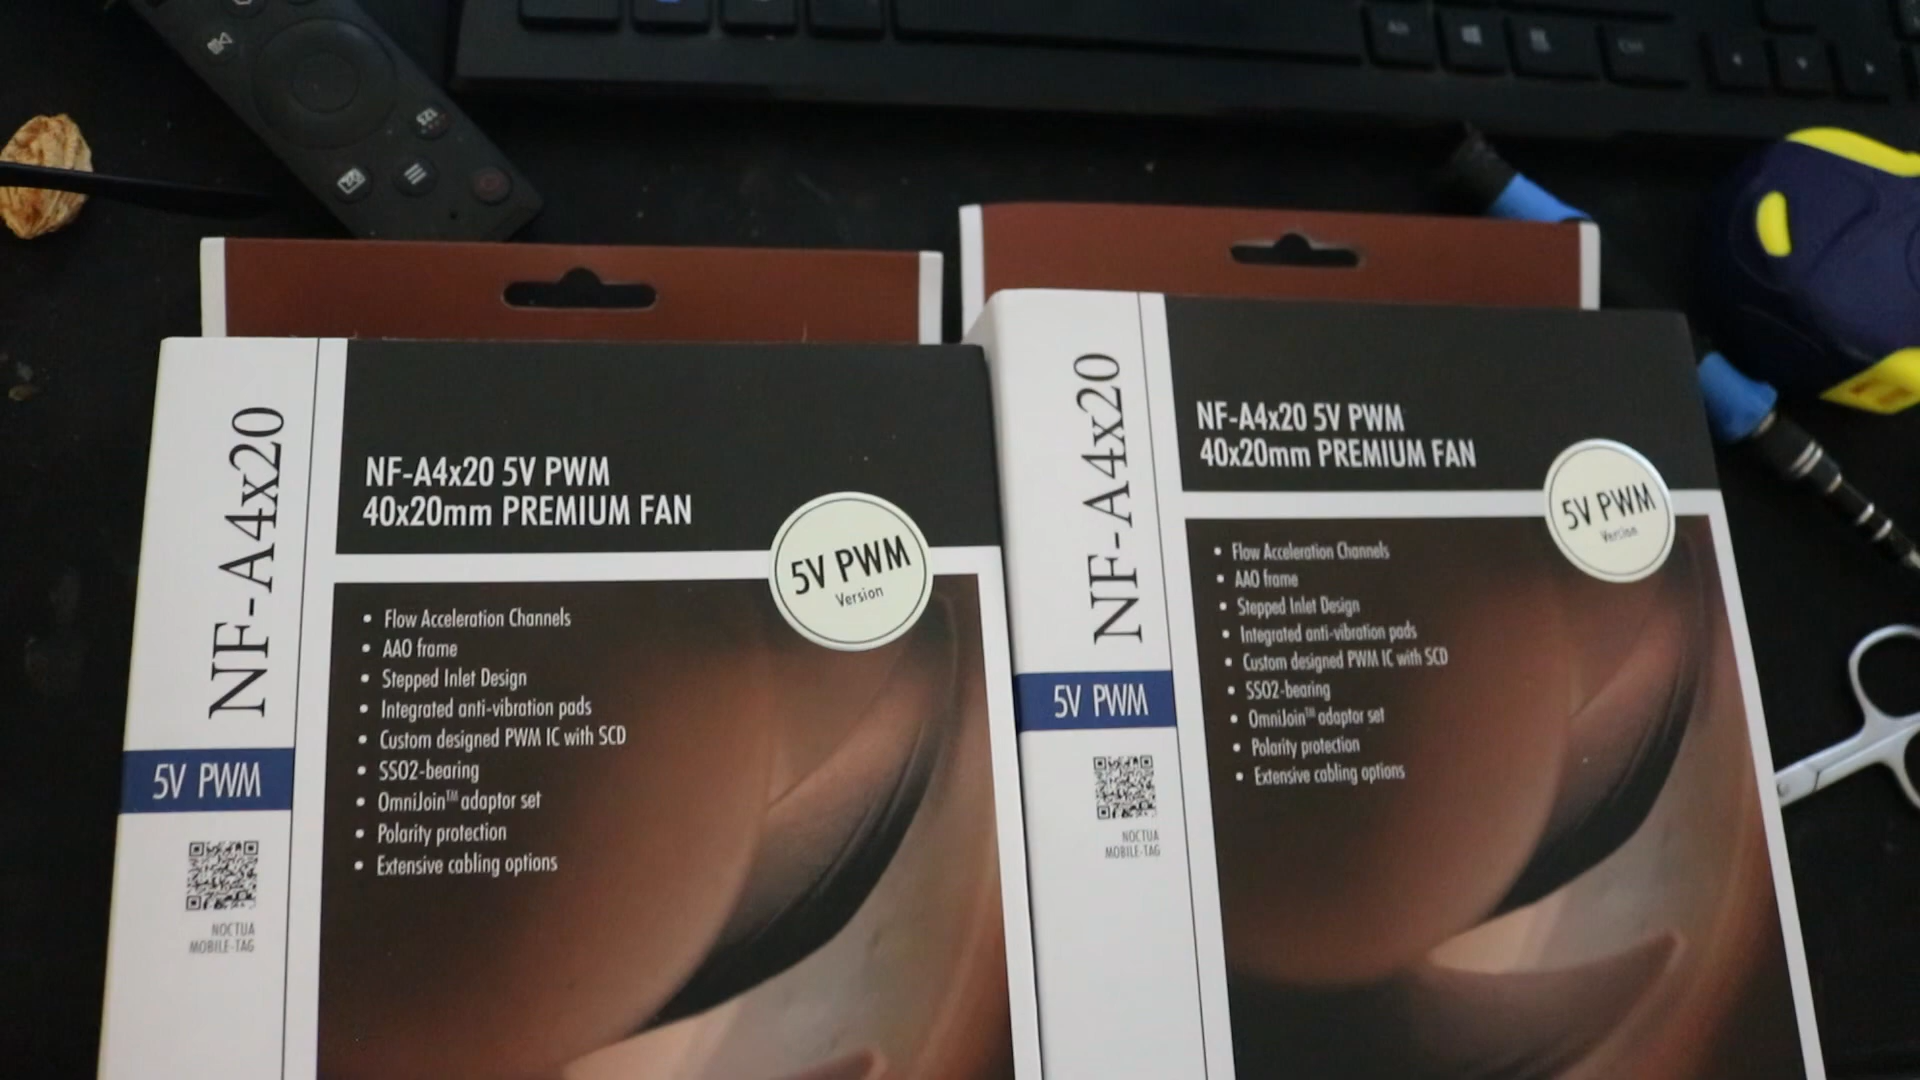 123
Alt
Ctrl
NF-A4x20
5V PWM
NOCTUA
MOBILE-TAG
NF-A4x20 5V PWM
40x20mm PREMIUM FAN
5V PWM
Version
• Flow Acceleration Channels
• AAO frame
• Stepped Inlet Design
• Integrated anti-vibration pads
• Custom designed PWM IC with SCD
• SSO2-bearing
• OmniJoin™ adaptor set
• Polarity protection
• Extensive cabling options
NF-A4x20
5V PWM
NOCTUA
MOBILE-TAG
NF-A4x20 5V PWM
40x20mm PREMIUM FAN
5V PWM
Version
• Flow Acceleration Channels
• AAO frame
• Stepped Inlet Design
• Integrated anti-vibration pads
• Custom designed PWM IC with SCD
• SSO2-bearing
• OmniJoin™ adaptor set
• Polarity protection
• Extensive cabling options